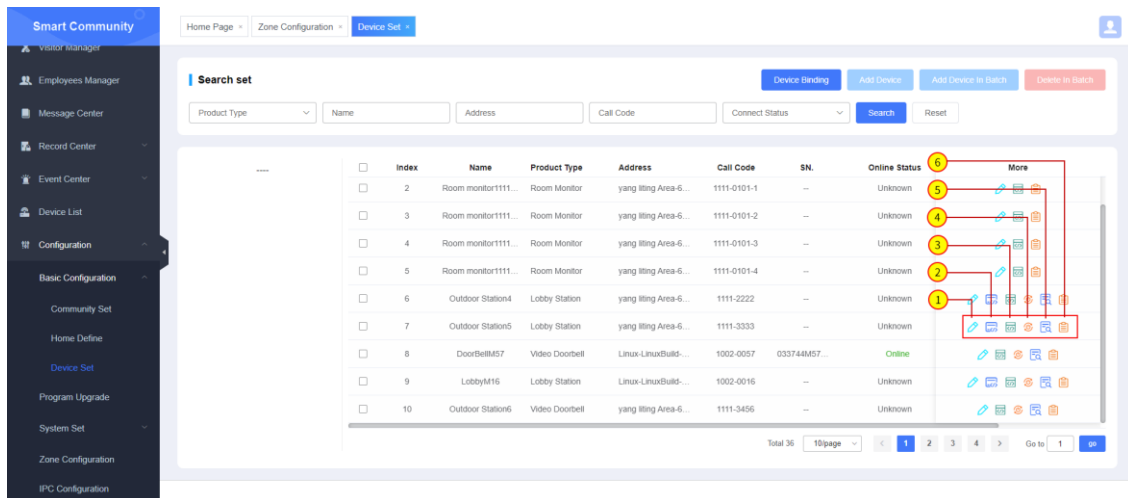 Smart Community
Home Page × Zone Configuration × Device Set ×
Visitor Manager
Employees Manager
Message Center
Record Center
Event Center
Device List
Configuration
Basic Configuration
Community Set
Home Define
Device Set
Program Upgrade
System Set
Zone Configuration
IPC Configuration
Search set
Device Binding Add Device Add Device In Batch Delete In Batch
Product Type Name Address Call Code Connect Status Search Reset
----
Index Name Product Type Address Call Code SN. Online Status More
2 Room monitor1111... Room Monitor yang liting Area-6... 1111-0101-1 -- Unknown
3 Room monitor1111... Room Monitor yang liting Area-6... 1111-0101-2 -- Unknown
4 Room monitor1111... Room Monitor yang liting Area-6... 1111-0101-3 -- Unknown
5 Room monitor1111... Room Monitor yang liting Area-6... 1111-0101-4 -- Unknown
6 Outdoor Station4 Lobby Station yang liting Area-6... 1111-2222 -- Unknown
7 Outdoor Station5 Lobby Station yang liting Area-6... 1111-3333 -- Unknown
8 DoorBellM57 Video Doorbell Linux-LinuxBuild-... 1002-0057 033744M57... Online
9 LobbyM16 Lobby Station Linux-LinuxBuild-... 1002-0016 -- Unknown
10 Outdoor Station6 Video Doorbell yang liting Area-6... 1111-3456 -- Unknown
6
5
4
3
2
1
Total 36 10/page < 1 2 3 4 > Go to 1 go